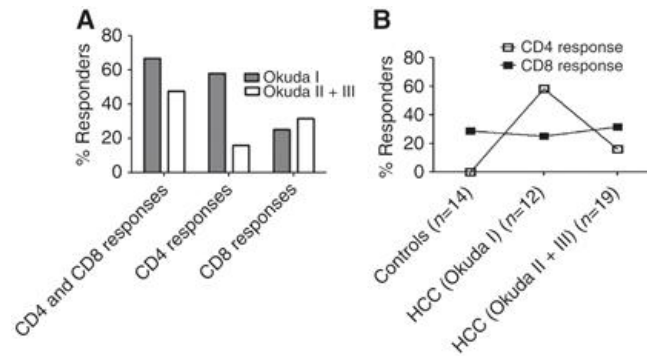 A
% Responders
80
60
40
20
0
Okuda I
Okuda II + III
CD4 and CD8 responses
CD4 responses
CD8 responses
B
CD4 response
CD8 response
% Responders
80
60
40
20
0
Controls (n=14)
HCC (Okuda I) (n=12)
HCC (Okuda II + III) (n=19)